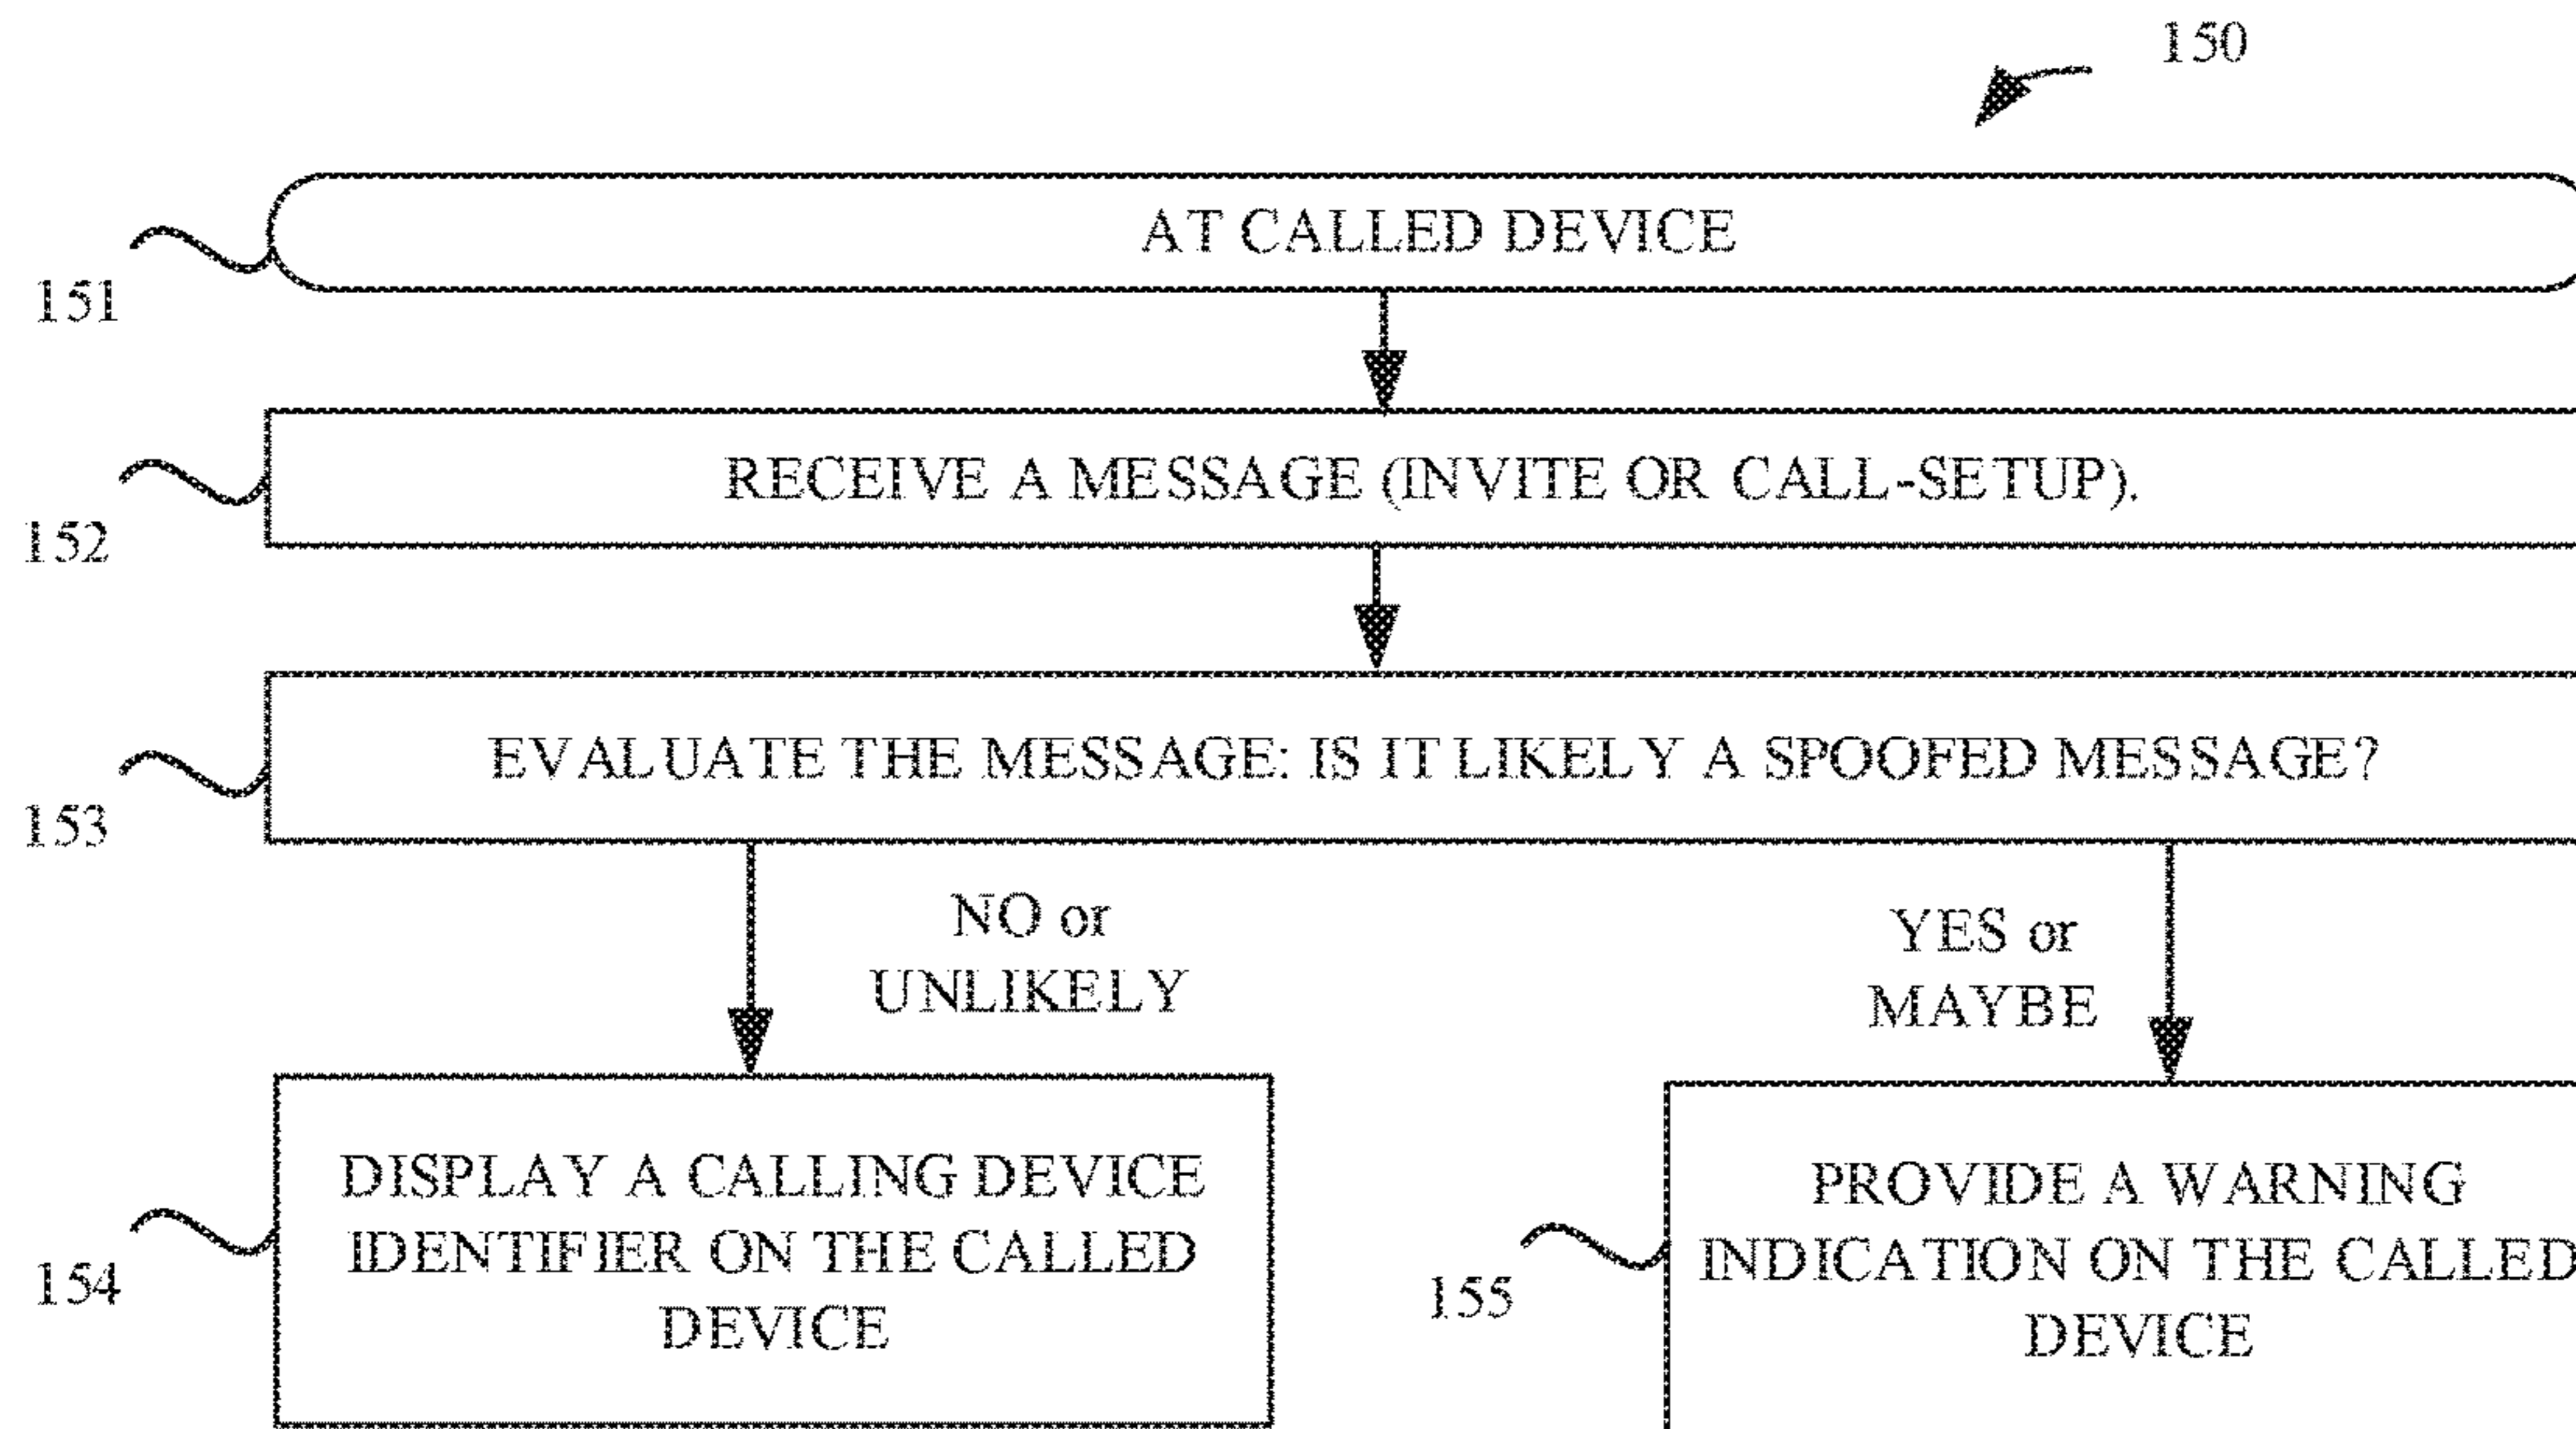 150
AT CALLED DEVICE
151
RECEIVE A MESSAGE (INVITE OR CALL-SETUP).
152
EVALUATE THE MESSAGE: IS IT LIKELY A SPOOFED MESSAGE?
153
NO or
UNLIKELY
YES or
MAYBE
DISPLAY A CALLING DEVICE
IDENTIFIER ON THE CALLED
DEVICE
154
PROVIDE A WARNING
INDICATION ON THE CALLED
DEVICE
155